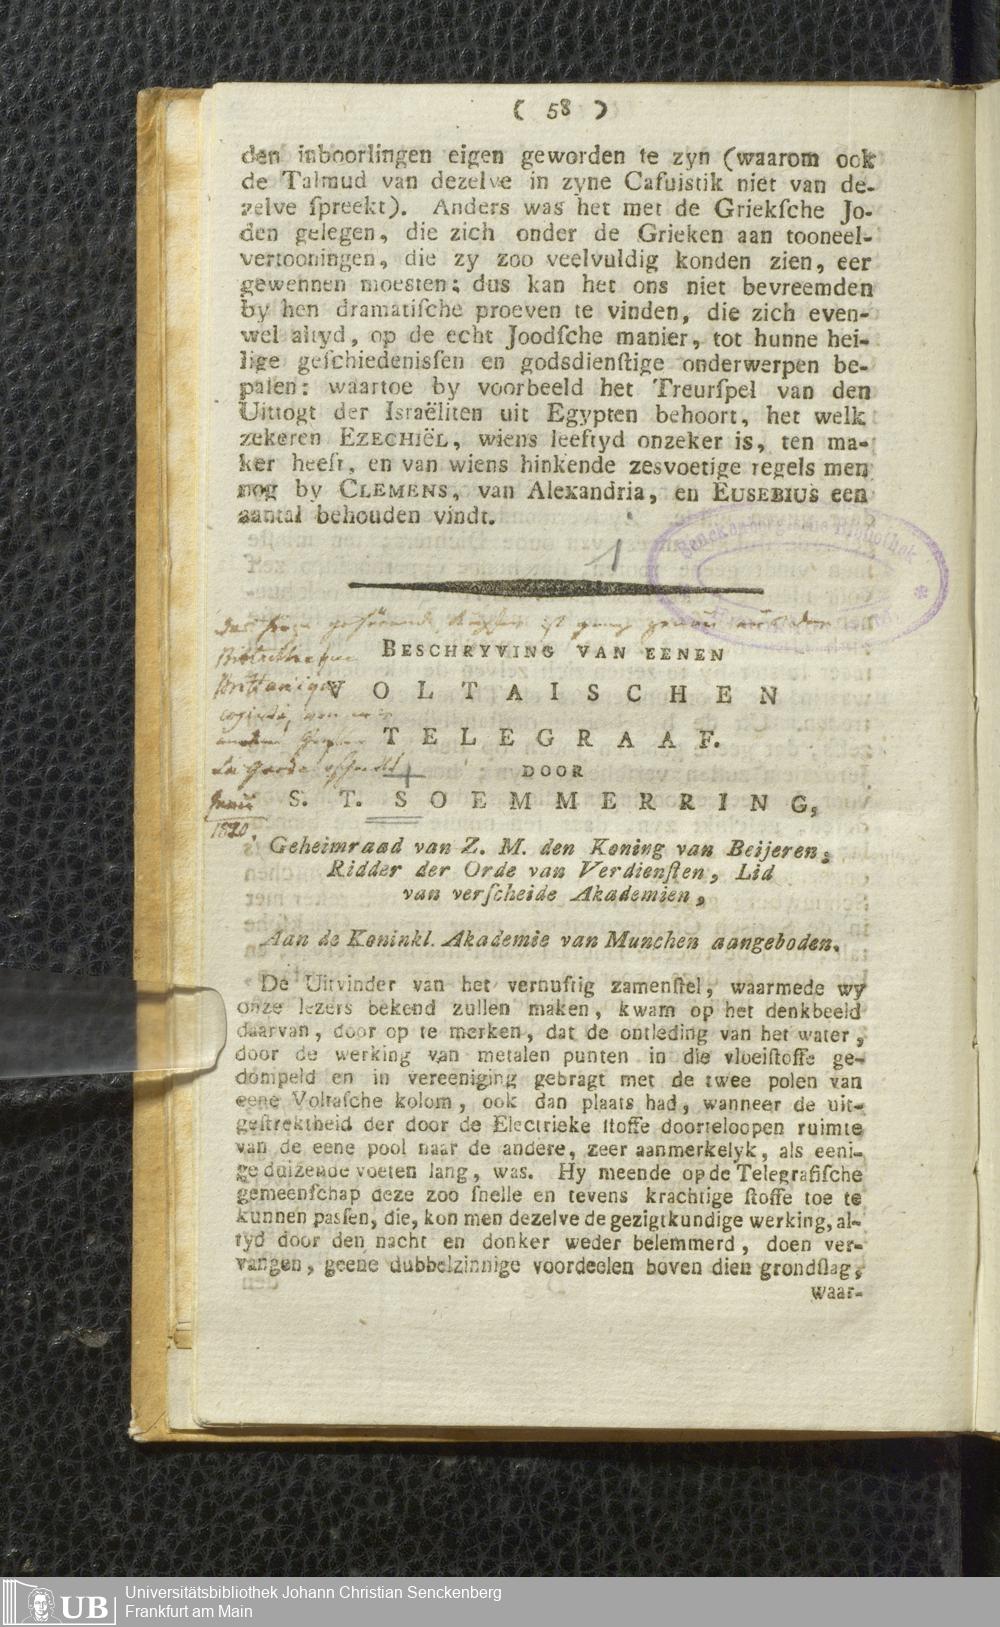 ( 58 )
den inboorlingen eigen geworden te zyn (waarom ook
de Talmud van dezelve in zyne Cafuistik niet van de-
zelve ſpreekt). Anders was het met de Griekſche Jo-
den gelegen, die zich onder de Grieken aan tooneel-
vertooningen, die zy zoo veelvuldig konden zien, eer
gewennen moesten; dus kan het ons niet bevreemden
by hen dramatiſche proeven te vinden, die zich even-
wel altyd, op de echt Joodſche manier, tot hunne hei-
lige geſchiedenisſen en godsdienſtige onderwerpen be-
palen: waartoe by voorbeeld het Treurſpel van den
Uittogt der Israëliten uit Egypten behoort, het welk
zekeren EZECHIËL, wiens leeftyd onzeker is, ten ma-
ker heeft, en van wiens hinkende zesvoetige regels men
nog by CLEMENS, van Alexandria, en EUSEBIUS een
aantal behouden vindt.
1
Senckenbergische Bibliothek
BESCHRYVING VAN EENEN
Bibliotheque
Brittanique
VOLTAISCHEN
TELEGRAAF.
DOOR
S. T. SOEMMERRING,
1820.
Geheimraad van Z. M. den Koning van Beijeren,
Ridder der Orde van Verdienſten, Lid
van verſcheide Akademien,
Aan de Koninkl. Akademie van Munchen aangeboden.
De Uitvinder van het vernuftig zamenſtel, waarmede wy
onze lezers bekend zullen maken, kwam op het denkbeeld
daarvan, door op te merken, dat de ontleding van het water,
door de werking van metalen punten in die vloeiſtoffe ge-
dompeld en in vereeniging gebragt met de twee polen van
eene Voltaſche kolom, ook dan plaats had, wanneer de uit-
geſtrektheid der door de Electrieke ſtoffe doorteloopen ruimte
van de eene pool naar de andere, zeer aanmerkelyk, als eeni-
ge duizende voeten lang, was. Hy meende op de Telegrafiſche
gemeenſchap deze zoo ſnelle en tevens krachtige ſtoffe toe te
kunnen pasſen, die, kon men dezelve de gezigtkundige werking, al-
tyd door den nacht en donker weder belemmerd, doen ver-
vangen, geene dubbelzinnige voordeelen boven dien grondſlag,
waar-
UB
Universitätsbibliothek Johann Christian Senckenberg
Frankfurt am Main